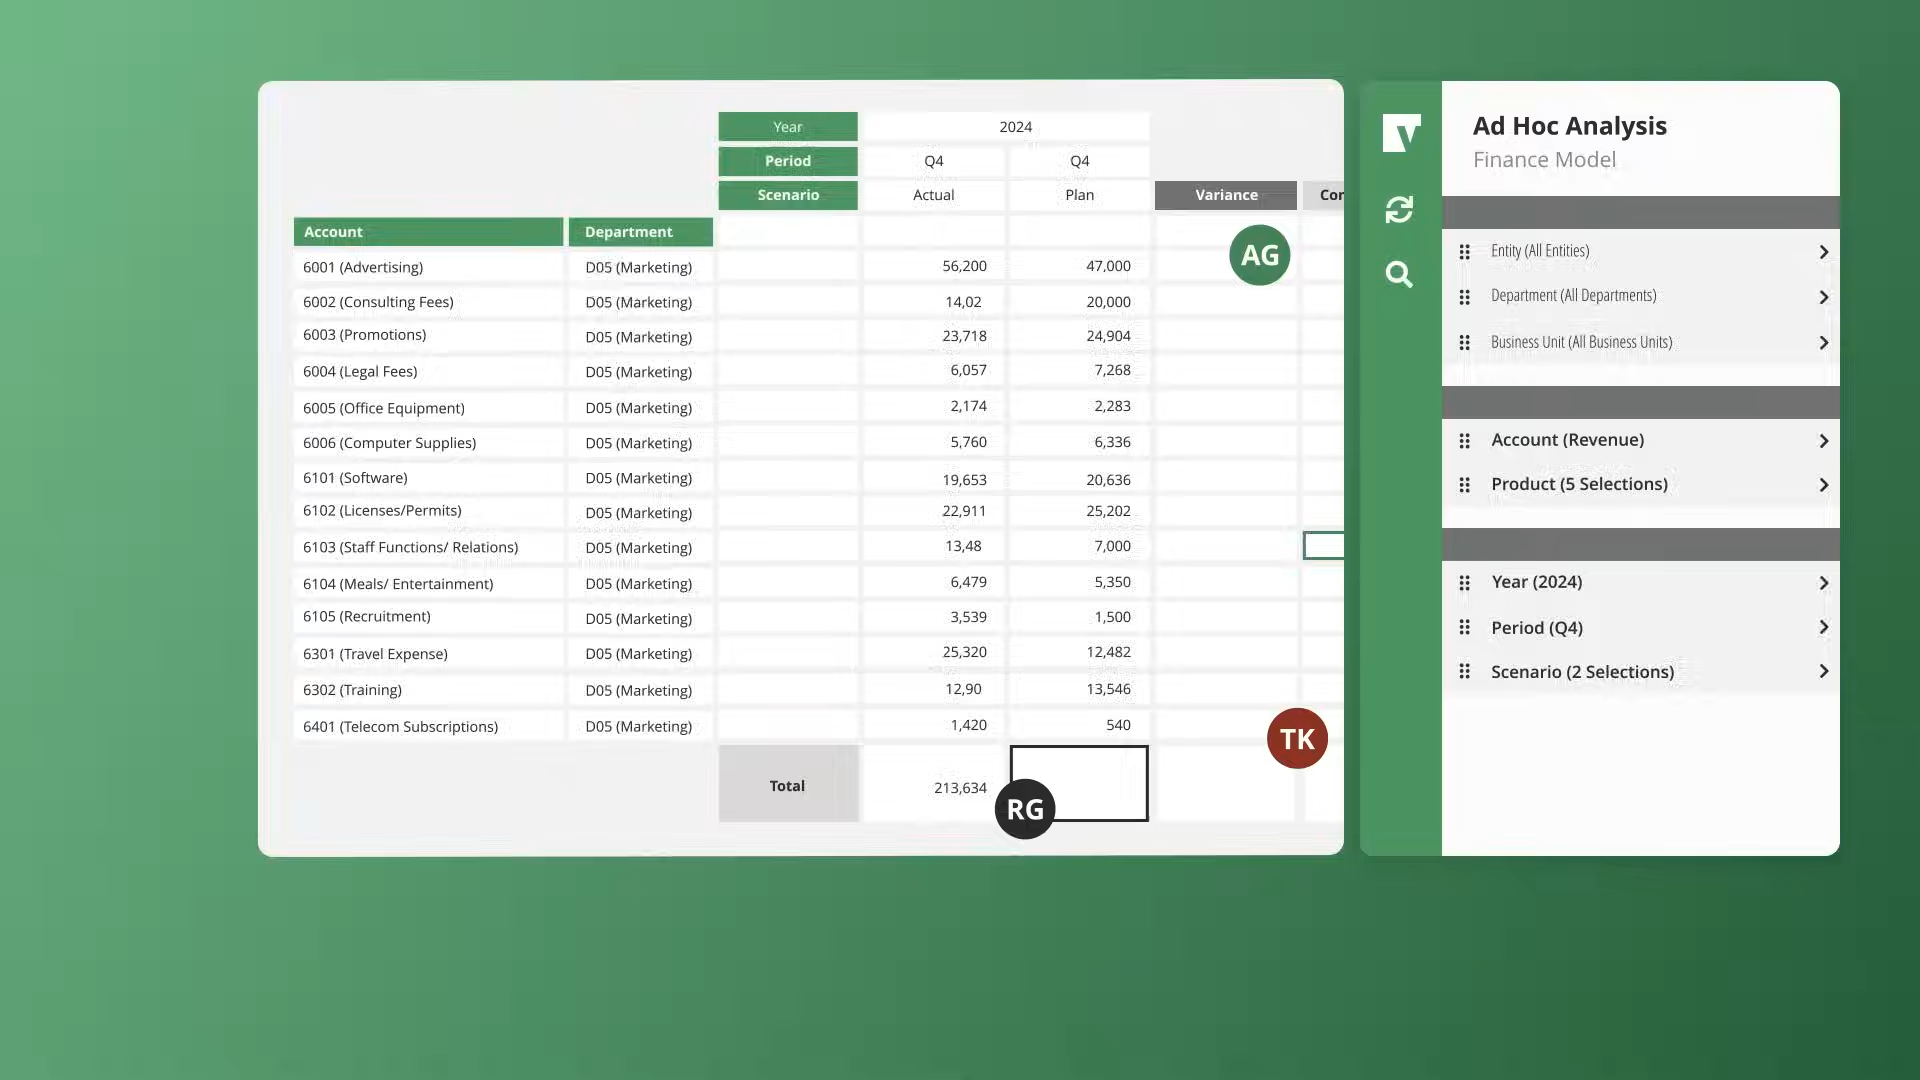 Year 2024
Period Q4 Q4
Scenario Actual Plan Variance Cor
Account Department
6001 (Advertising) D05 (Marketing) 56,200 47,000
AG
6002 (Consulting Fees) D05 (Marketing) 14,02 20,000
6003 (Promotions) D05 (Marketing) 23,718 24,904
6004 (Legal Fees) D05 (Marketing) 6,057 7,268
6005 (Office Equipment) D05 (Marketing) 2,174 2,283
6006 (Computer Supplies) D05 (Marketing) 5,760 6,336
6101 (Software) D05 (Marketing) 19,653 20,636
6102 (Licenses/Permits) D05 (Marketing) 22,911 25,202
6103 (Staff Functions/ Relations) D05 (Marketing) 13,48 7,000
6104 (Meals/ Entertainment) D05 (Marketing) 6,479 5,350
6105 (Recruitment) D05 (Marketing) 3,539 1,500
6301 (Travel Expense) D05 (Marketing) 25,320 12,482
6302 (Training) D05 (Marketing) 12,90 13,546
6401 (Telecom Subscriptions) D05 (Marketing) 1,420 540
TK
Total 213,634
RG
Ad Hoc Analysis
Finance Model
Entity (All Entities)
Department (All Departments)
Business Unit (All Business Units)
Account (Revenue)
Product (5 Selections)
Year (2024)
Period (Q4)
Scenario (2 Selections)